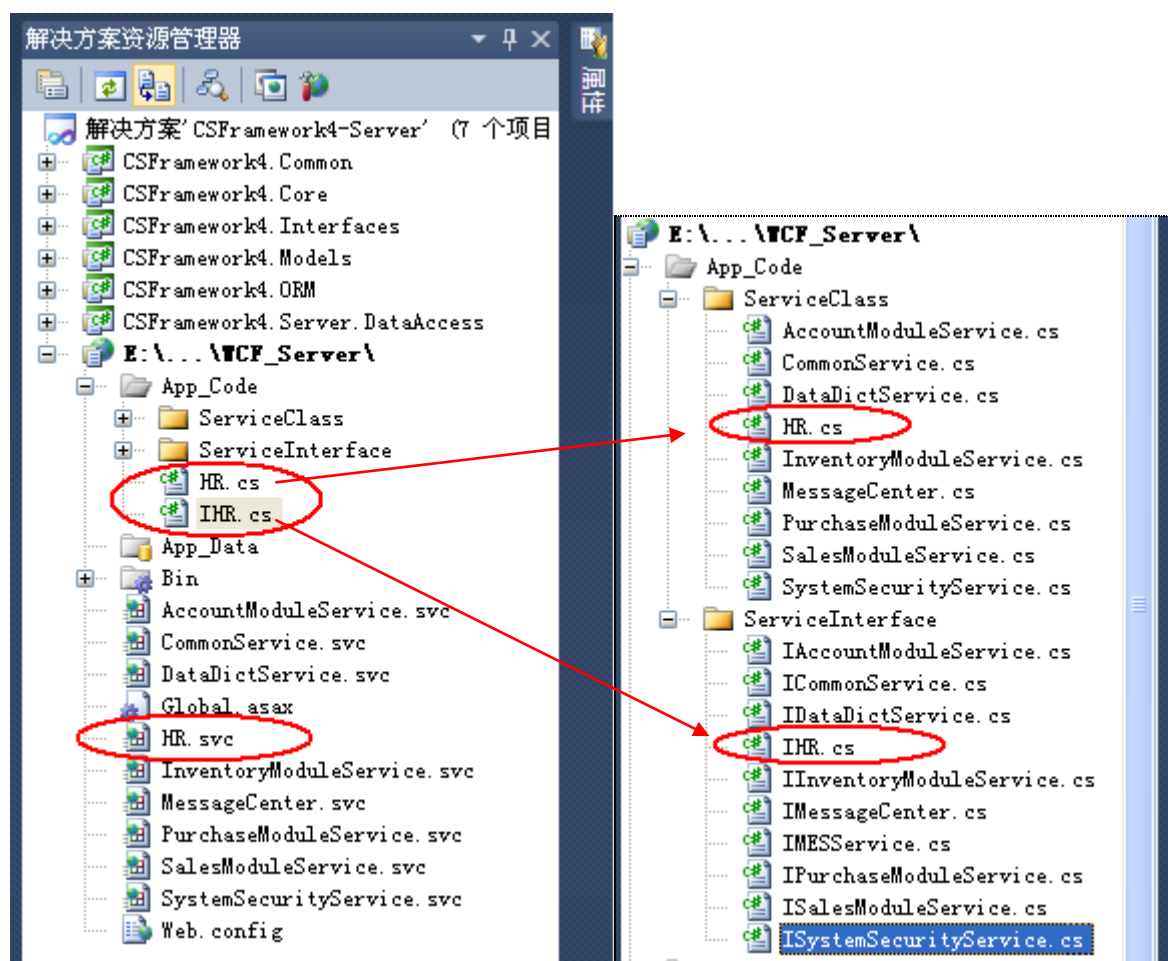 解决方案资源管理器
属性
解决方案'CSFramework4-Server' (7 个项目
CSFramework4.Common
CSFramework4.Core
CSFramework4.Interfaces
CSFramework4.Models
CSFramework4.ORM
CSFramework4.Server.DataAccess
E:\...\WCF_Server\
App_Code
ServiceClass
ServiceInterface
HR.cs
IHR.cs
App_Data
Bin
AccountModuleService.svc
CommonService.svc
DataDictService.svc
Global.asax
HR.svc
InventoryModuleService.svc
MessageCenter.svc
PurchaseModuleService.svc
SalesModuleService.svc
SystemSecurityService.svc
Web.config
E:\...\WCF_Server\
App_Code
ServiceClass
AccountModuleService.cs
CommonService.cs
DataDictService.cs
HR.cs
InventoryModuleService.cs
MessageCenter.cs
PurchaseModuleService.cs
SalesModuleService.cs
SystemSecurityService.cs
ServiceInterface
IAccountModuleService.cs
ICommonService.cs
IDataDictService.cs
IHR.cs
IInventoryModuleService.cs
IMessageCenter.cs
IMESService.cs
IPurchaseModuleService.cs
ISalesModuleService.cs
ISystemSecurityService.cs